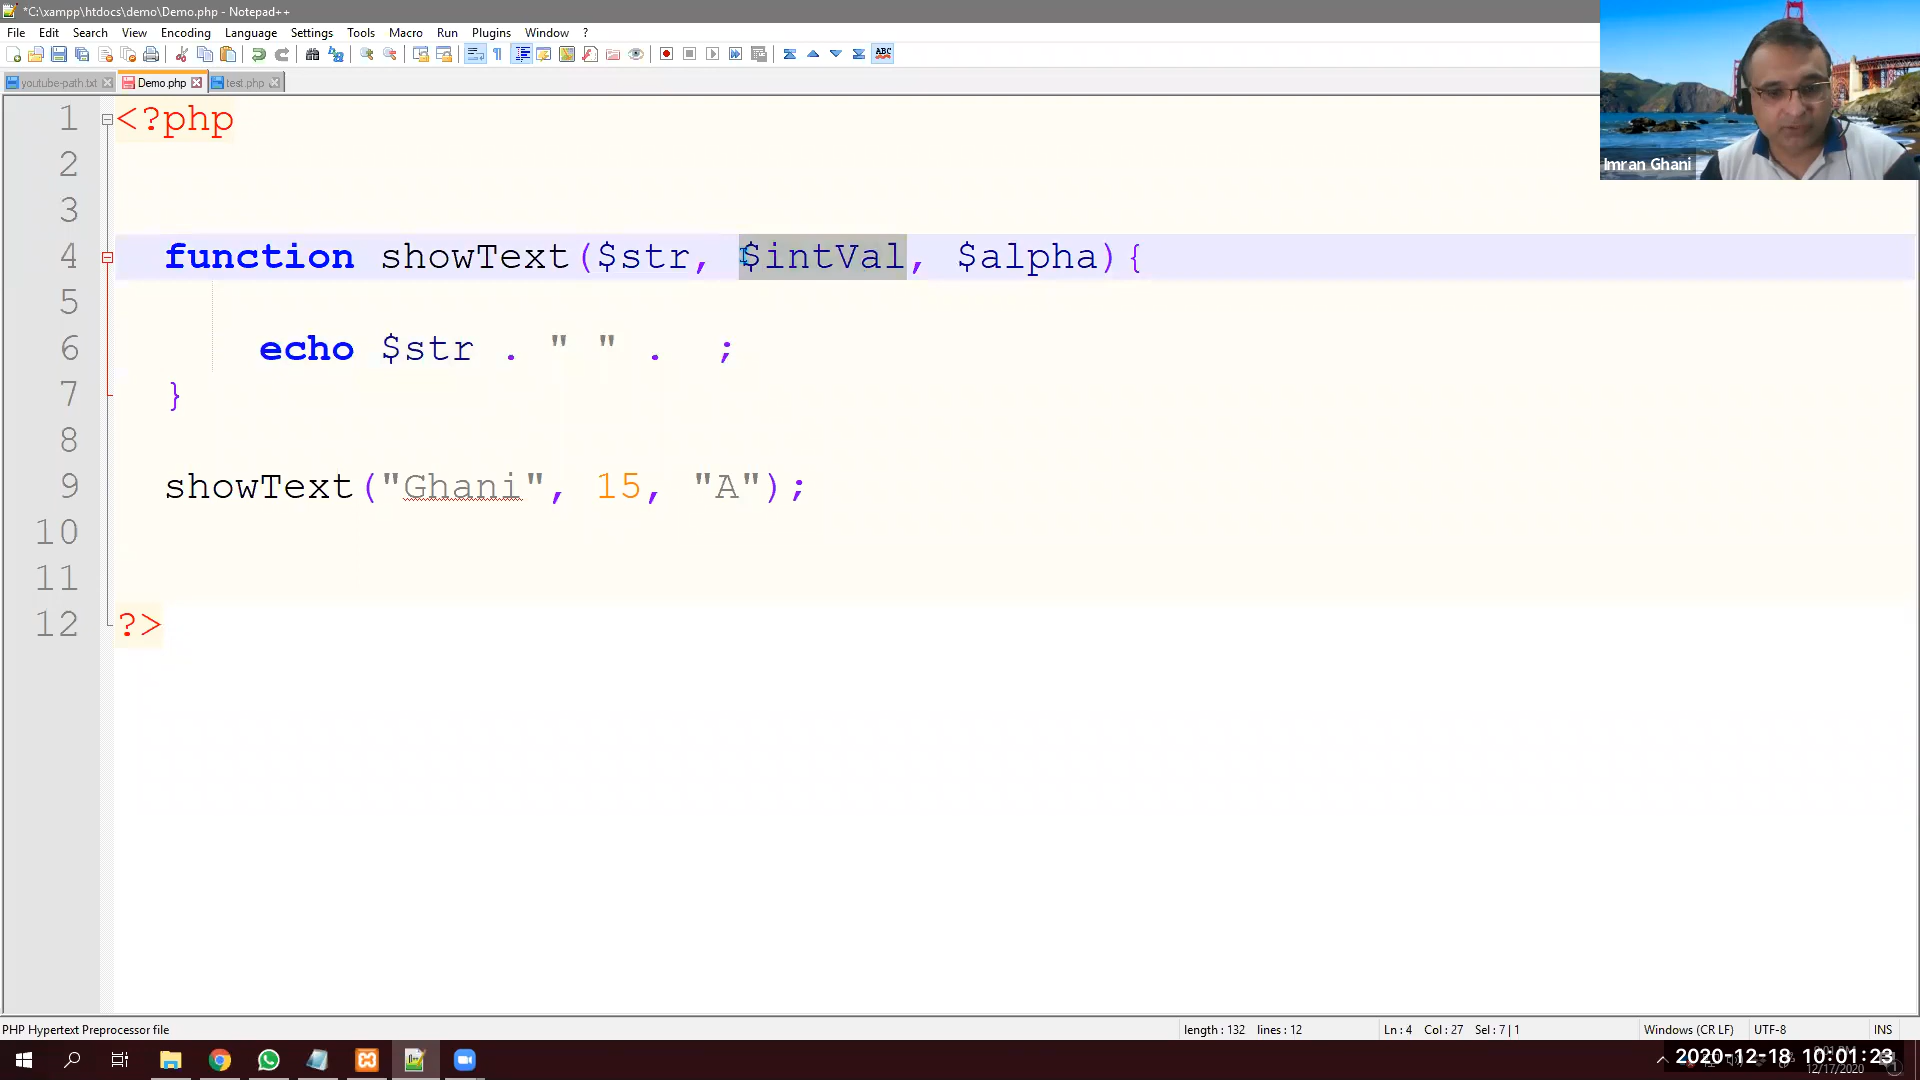 *C:\xampp\htdocs\demo\Demo.php - Notepad++
File Edit Search View Encoding Language Settings Tools Macro Run Plugins Window ?
youtube-path.txt Demo.php test.php
1 <?php
2
3
4 function showText($str, $intVal, $alpha){
5
6 echo $str . " " . ;
7 }
8
9 showText("Ghani", 15, "A");
10
11
12 ?>
Imran Ghani
PHP Hypertext Preprocessor file length : 132 lines : 12 Ln : 4 Col : 27 Sel : 7 | 1 Windows (CR LF) UTF-8 INS
2020-12-18 10:01:23
12/17/2020